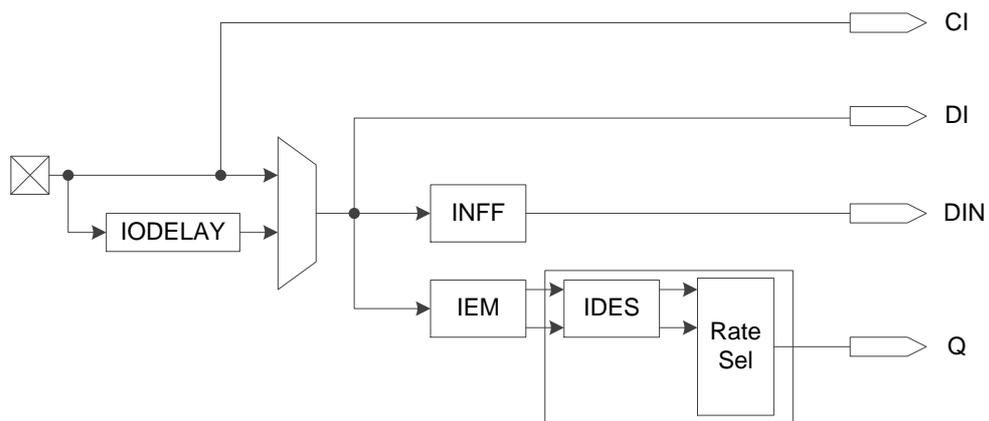 CI
DI
IODELAY
INFF
DIN
IEM
IDES
Rate
Sel
Q